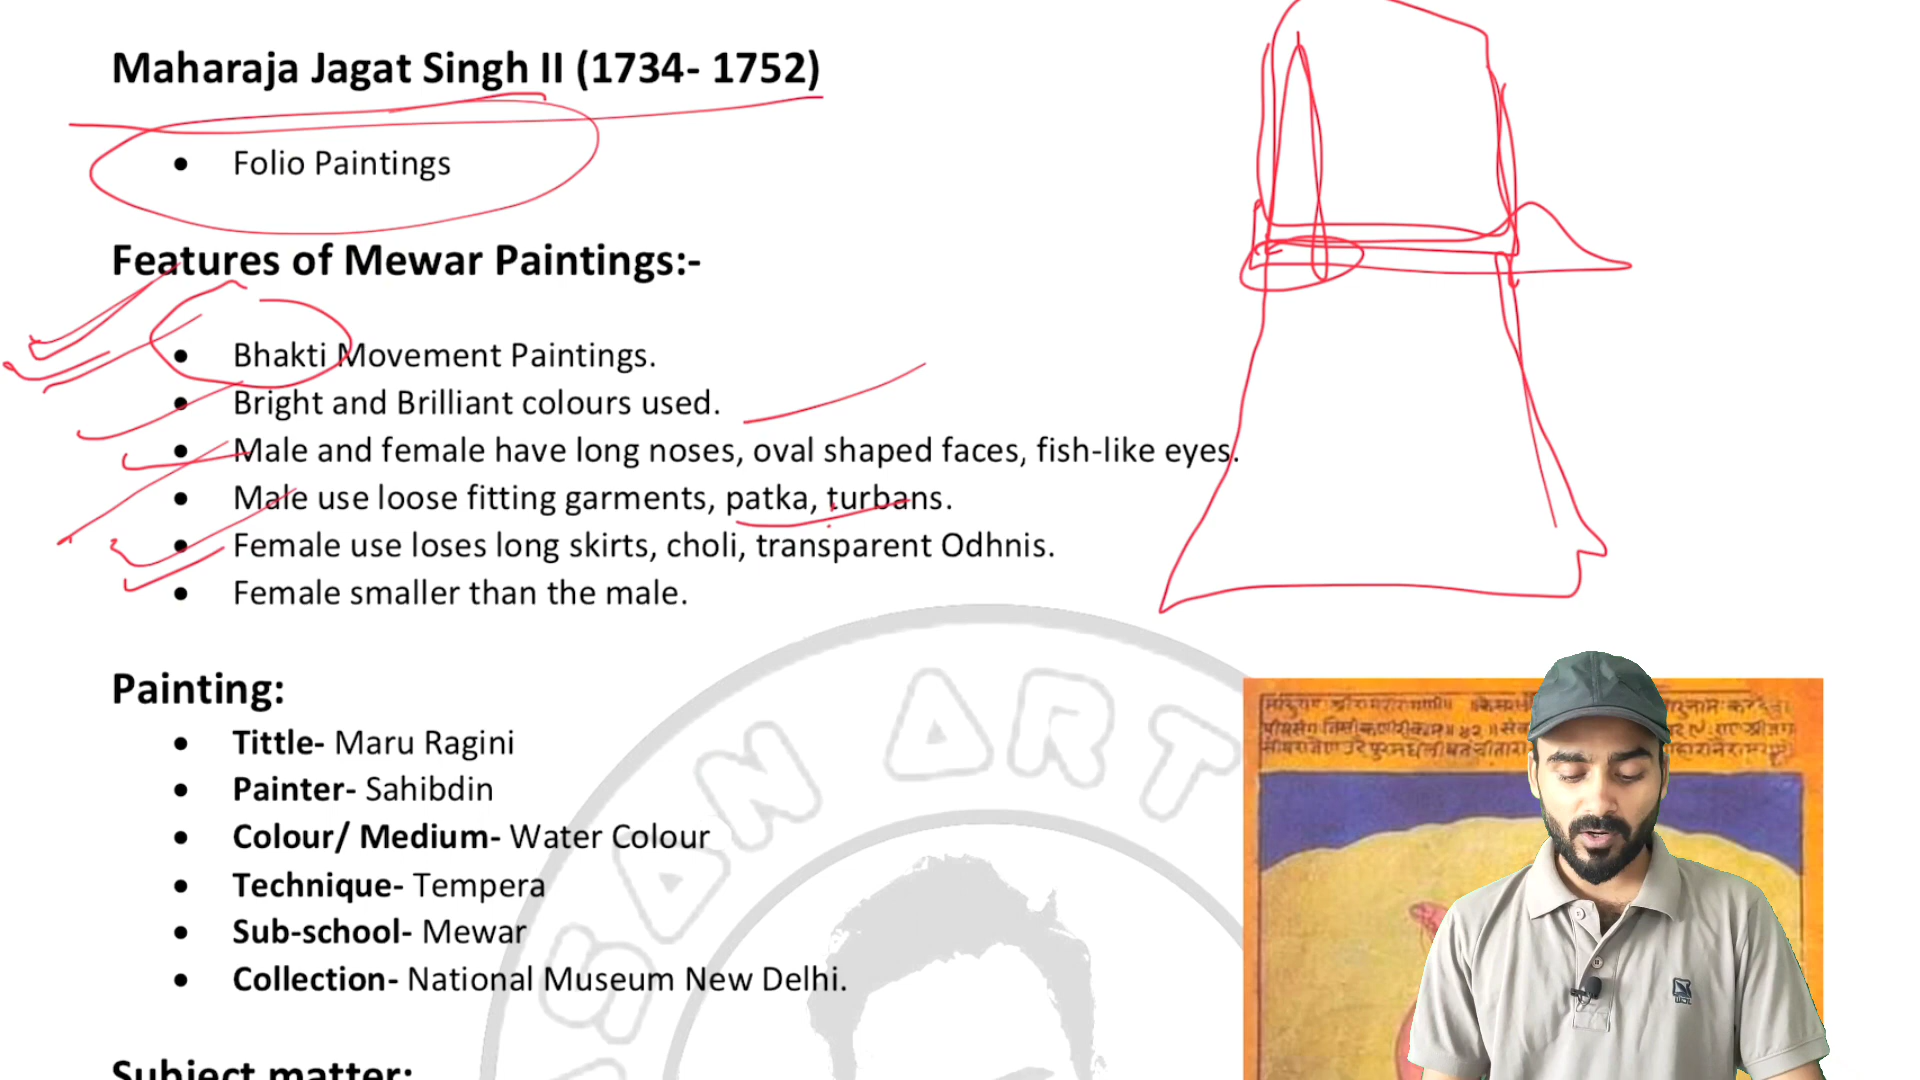 Maharaja Jagat Singh II (1734- 1752)
• Folio Paintings
Features of Mewar Paintings:-
• Bhakti Movement Paintings.
• Bright and Brilliant colours used.
• Male and female have long noses, oval shaped faces, fish-like eyes.
• Male use loose fitting garments, patka, turbans.
• Female use loses long skirts, choli, transparent Odhnis.
• Female smaller than the male.
Painting:
• Tittle- Maru Ragini
• Painter- Sahibdin
• Colour/ Medium- Water Colour
• Technique- Tempera
• Sub-school- Mewar
• Collection- National Museum New Delhi.
Subject matter:
ART